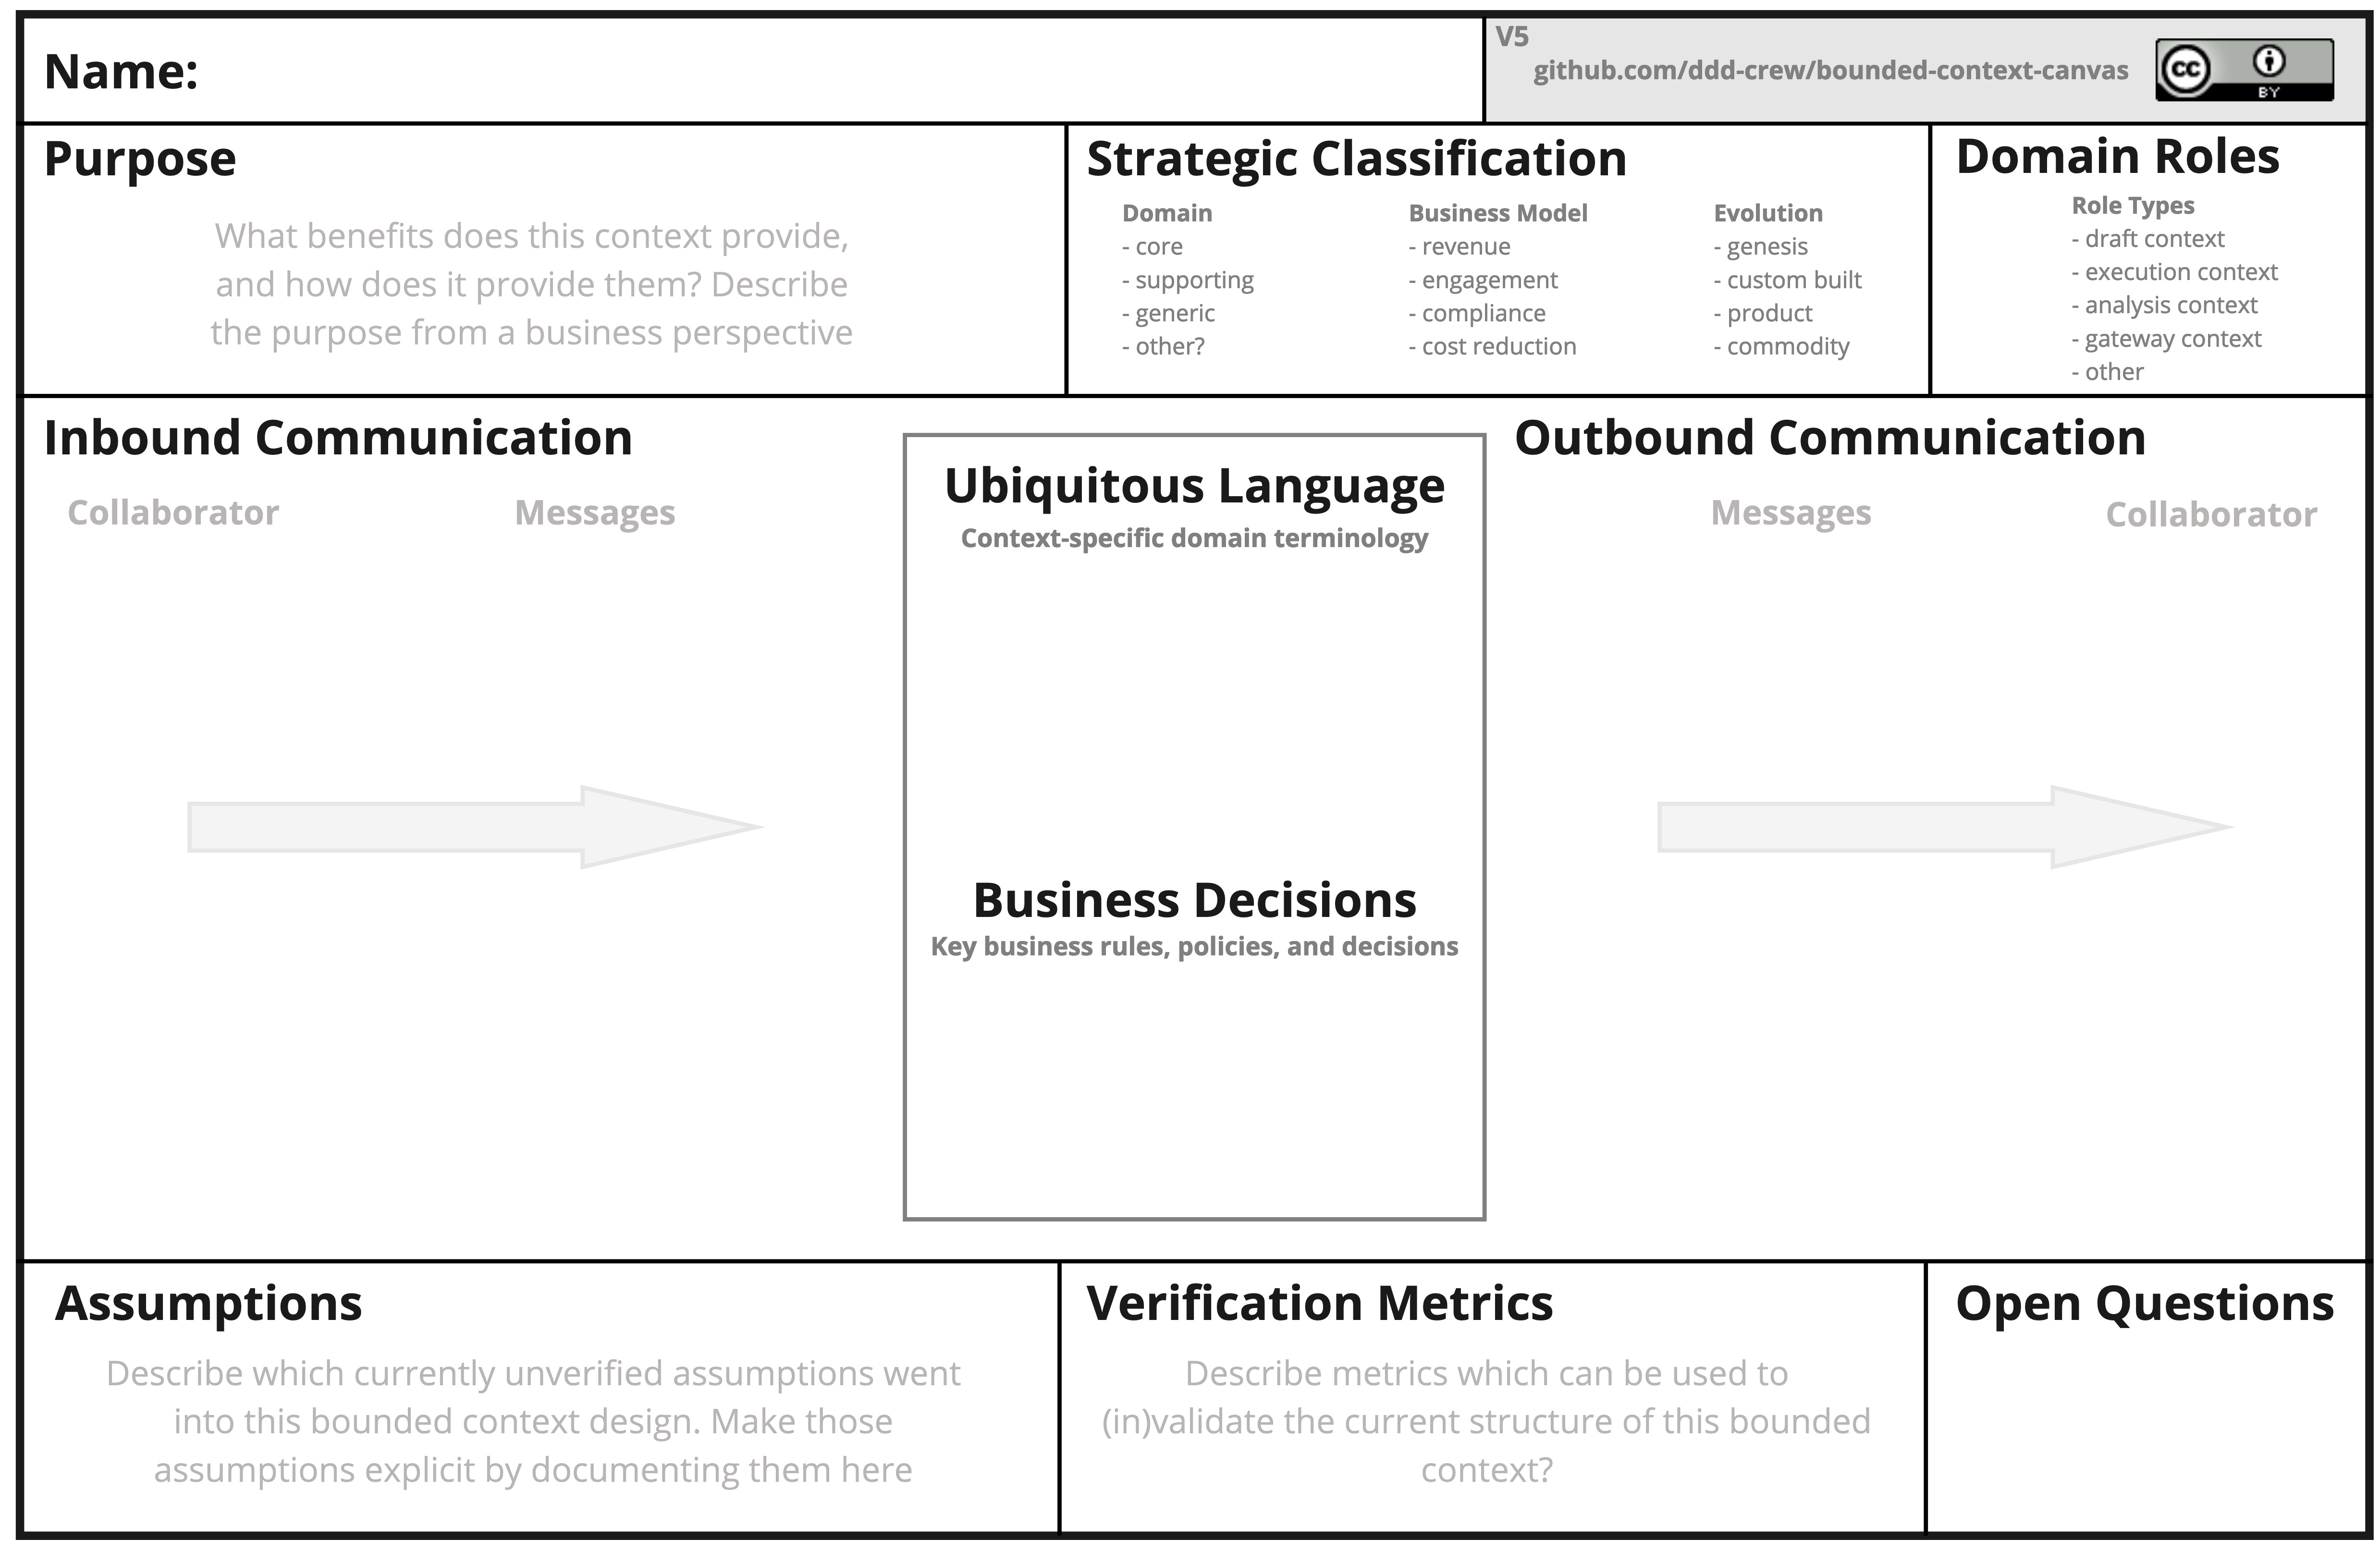 Name:
V5
github.com/ddd-crew/bounded-context-canvas
cc
BY
Purpose
What benefits does this context provide,
and how does it provide them? Describe
the purpose from a business perspective
Strategic Classification
Domain
- core
- supporting
- generic
- other?
Business Model
- revenue
- engagement
- compliance
- cost reduction
Evolution
- genesis
- custom built
- product
- commodity
Domain Roles
Role Types
- draft context
- execution context
- analysis context
- gateway context
- other
Inbound Communication
Collaborator
Messages
Ubiquitous Language
Context-specific domain terminology
Business Decisions
Key business rules, policies, and decisions
Outbound Communication
Messages
Collaborator
Assumptions
Describe which currently unverified assumptions went
into this bounded context design. Make those
assumptions explicit by documenting them here
Verification Metrics
Describe metrics which can be used to
(in)validate the current structure of this bounded
context?
Open Questions